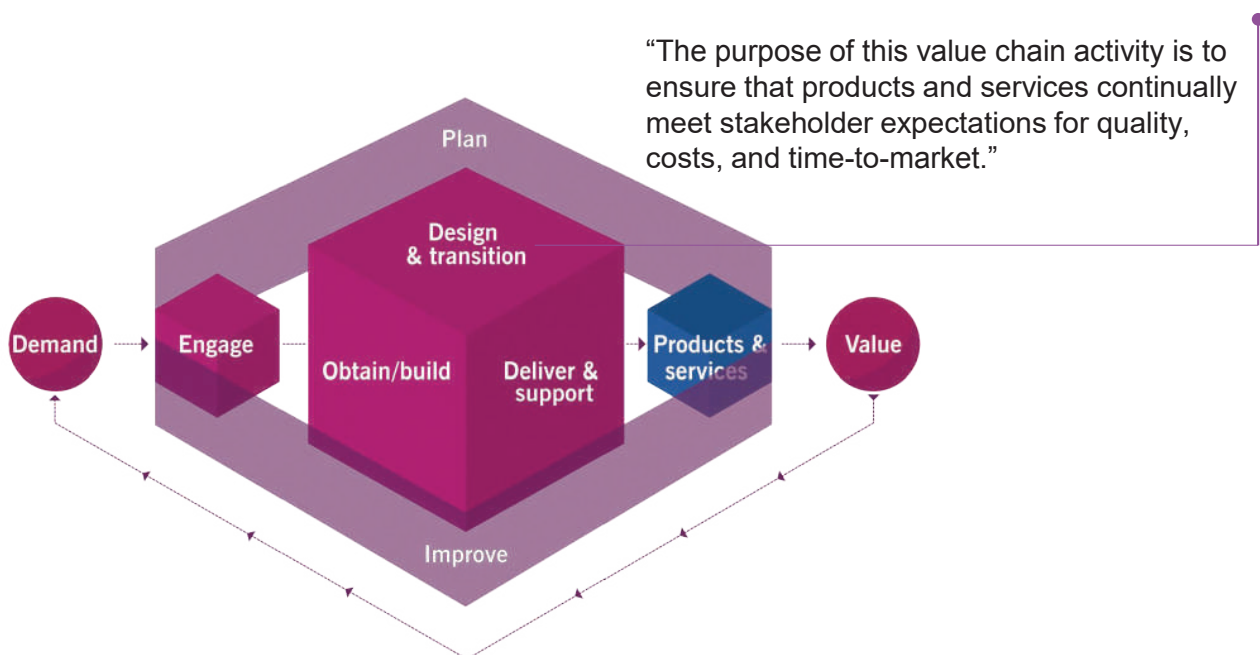 “The purpose of this value chain activity is to
ensure that products and services continually
meet stakeholder expectations for quality,
costs, and time-to-market.”
Plan
Design
& transition
Demand
Engage
Obtain/build
Deliver &
support
Products &
services
Value
Improve